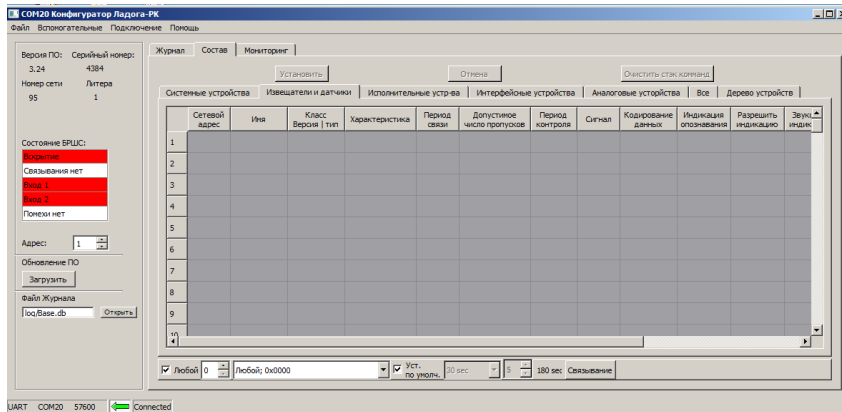 COM20 Конфигуратор Ладога-РК
Файл Вспомогательные Подключение Помощь
Версия ПО: Серийный номер:
3.24 4384
Номер сети Литера
95 1
Состояние БРШС:
Вскрытие
Связывания нет
Вход 1
Вход 2
Помехи нет
Адрес: 1
Обновление ПО
Загрузить
Файл Журнала
log/Base.db Открыть
Журнал Состав Мониторинг
Установить Отмена Очистить стэк комманд
Системные устройства Извещатели и датчики Исполнительные устр-ва Интерфейсные устройства Аналоговые усторйства Все Дерево устройств
Сетевой адрес Имя Класс Версия | тип Характеристика Период связи Допустимое число пропусков Период контроля Сигнал Кодирование данных Индикация опознавания Разрешить индикацию
1
2
3
4
5
6
7
8
9
10
Любой 0 Любой; 0x0000 Уст. по умолч. 30 sec 5 180 sec Связывание
UART COM20 57600 Connected